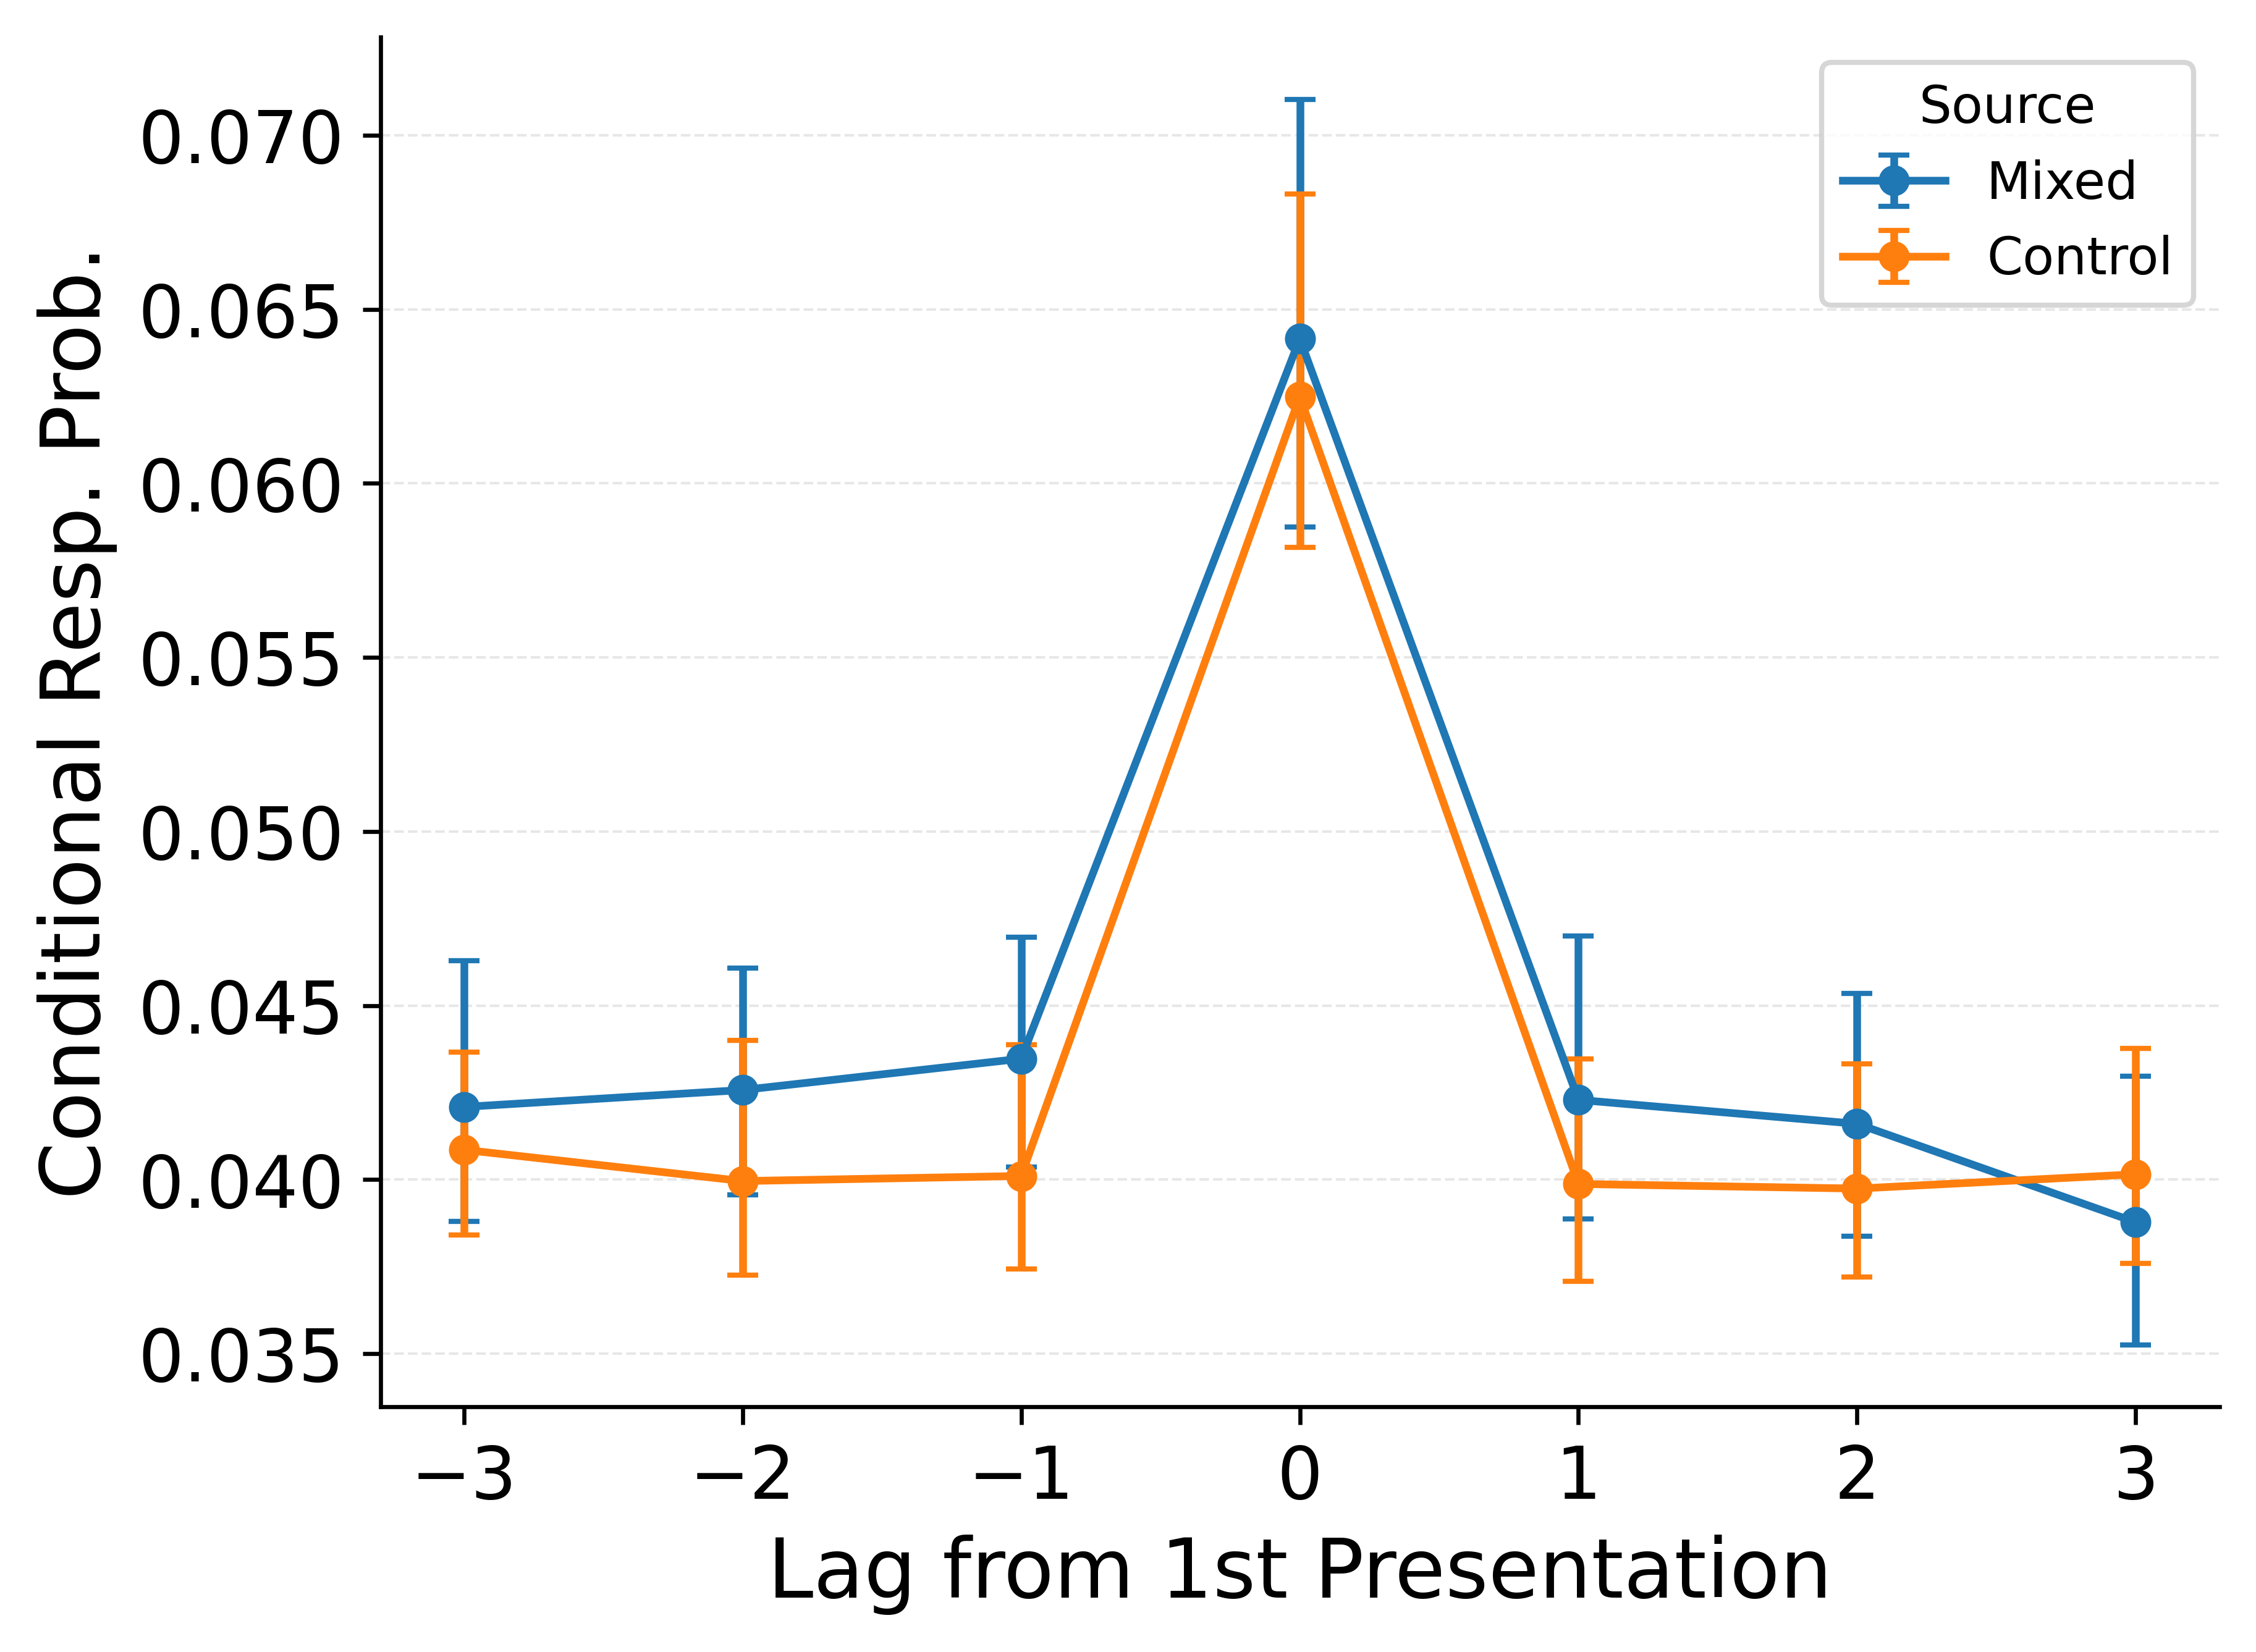 Conditional Resp. Prob.
0.070
0.065
0.060
0.055
0.050
0.045
0.040
0.035
Source
Mixed
Control
−3 −2 −1 0 1 2 3
Lag from 1st Presentation